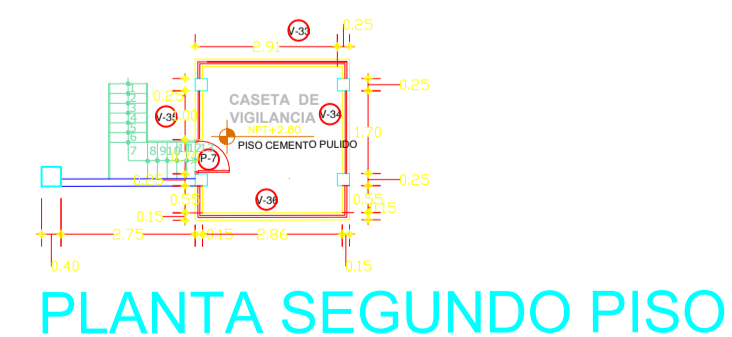 0.25
V-33
2.91
0.25
1
2
3
4
5
6
7 8 9 10 11 12
0.25
V-35
CASETA DE
VIGILANCIA
V-34
NPT+2.80
PISO CEMENTO PULIDO
1.70
P-7
0.25
0.25
0.55
V-36
0.55
0.15
0.15
2.75
0.15
2.86
0.40
0.15
PLANTA SEGUNDO PISO